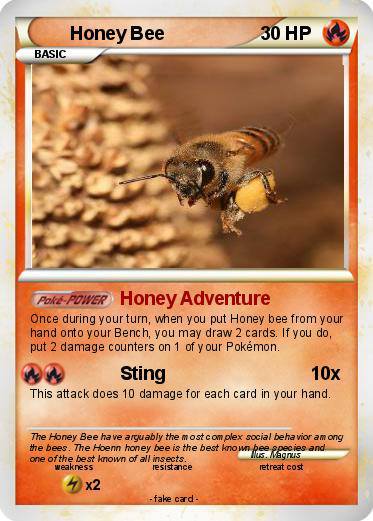 Honey Bee 30 HP
BASIC
Poké-POWER Honey Adventure
Once during your turn, when you put Honey bee from your
hand onto your Bench, you may draw 2 cards. If you do,
put 2 damage counters on 1 of your Pokémon.
Sting 10x
This attack does 10 damage for each card in your hand.
The Honey Bee have arguably the most complex social behavior among
the bees. The Hoenn honey bee is the best known bee species and
one of the best known of all insects.
Illus. Magnus
weakness resistance retreat cost
x2
- fake card -